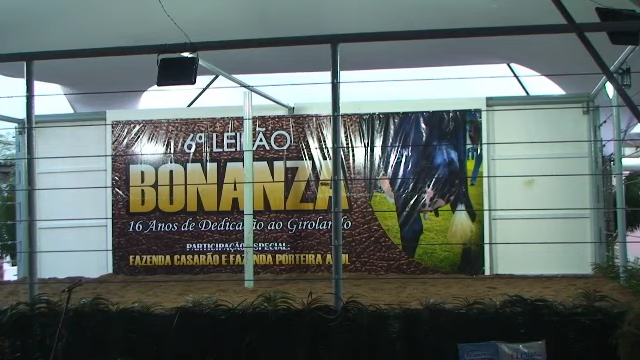 6º LEILÃO
BONANZA
16 Anos de Dedicação ao Girolando
PARTICIPAÇÃO ESPECIAL:
FAZENDA CASARÃO E FAZENDA PORTEIRA AZUL